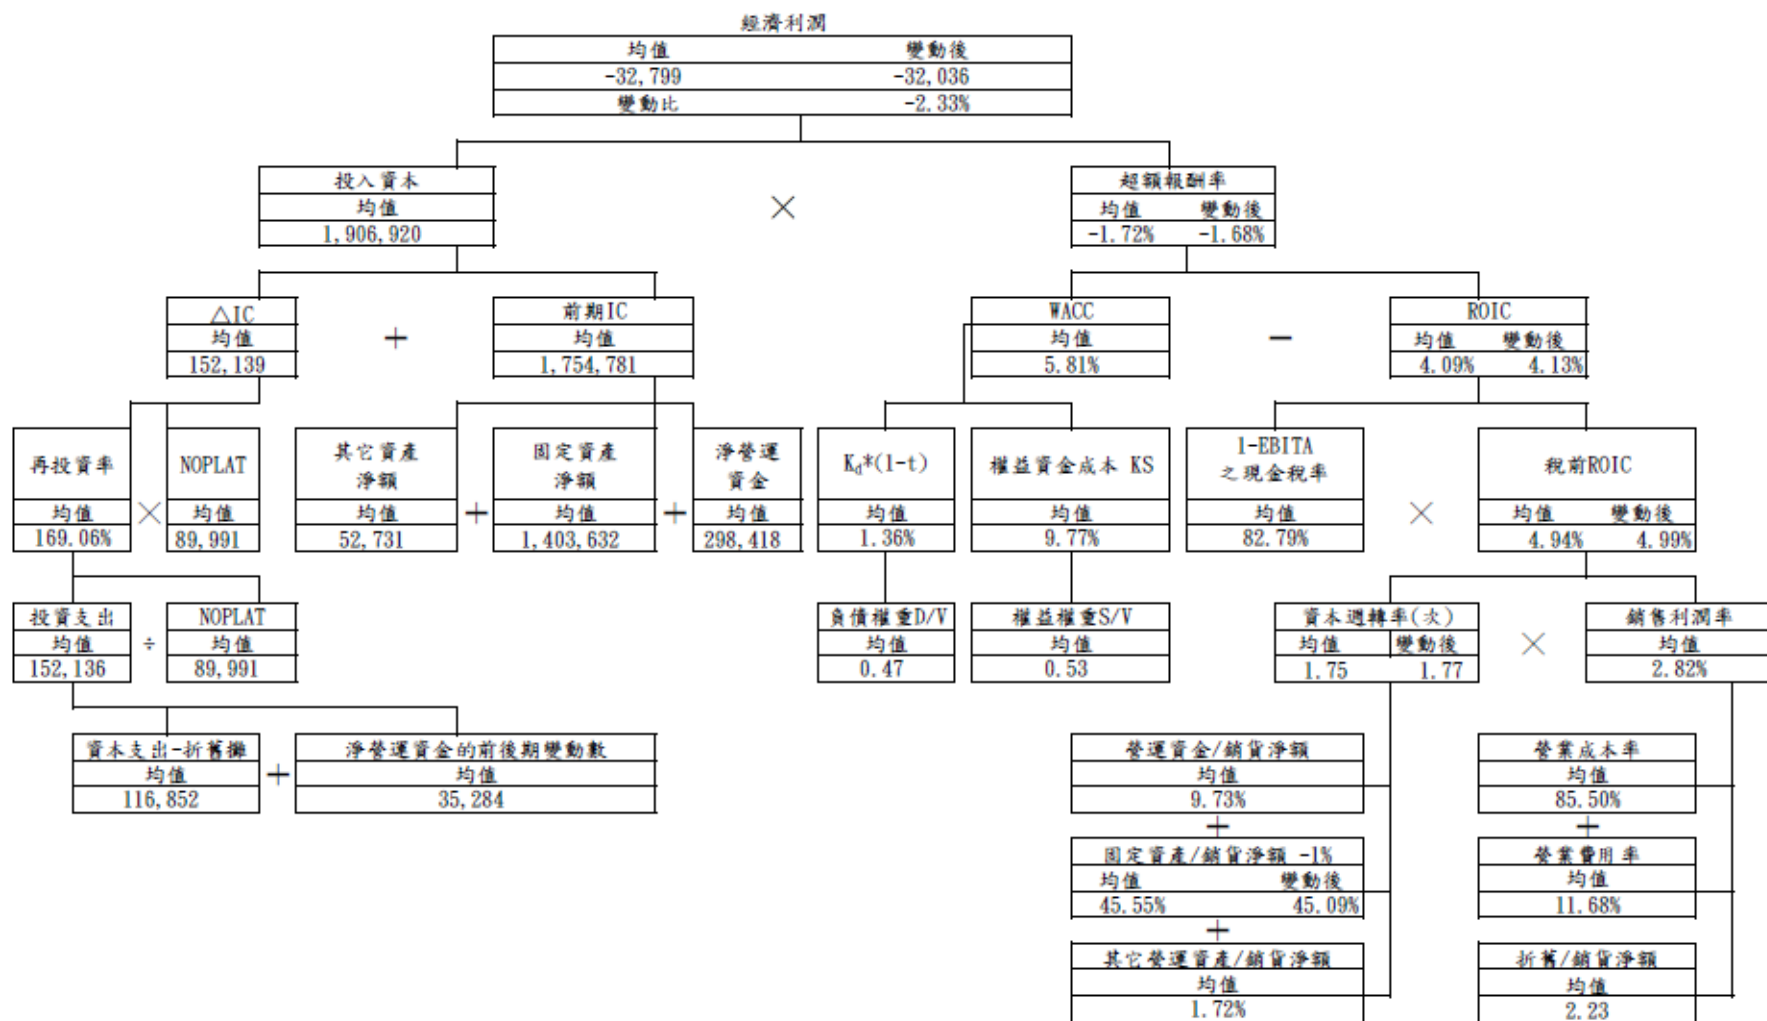 經濟利潤
均值 變動後
-32,799 -32,036
變動比 -2.33%
投入資本
均值
1,906,920
×
超額報酬率
均值 變動後
-1.72% -1.68%
△IC
均值
152,139
+
前期IC
均值
1,754,781
WACC
均值
5.81%
−
ROIC
均值 變動後
4.09% 4.13%
再投資率
均值
169.06%
×
NOPLAT
均值
89,991
其它資產
淨額
均值
52,731
+
固定資產
淨額
均值
1,403,632
+
淨營運
資金
均值
298,418
Kd*(1-t)
均值
1.36%
權益資金成本 KS
均值
9.77%
1-EBITA
之現金稅率
均值
82.79%
×
稅前ROIC
均值 變動後
4.94% 4.99%
投資支出
均值
152,136
÷
NOPLAT
均值
89,991
負債權重D/V
均值
0.47
權益權重S/V
均值
0.53
資本週轉率(次)
均值 變動後
1.75 1.77
×
銷售利潤率
均值
2.82%
資本支出-折舊攤
均值
116,852
+
淨營運資金的前後期變動數
均值
35,284
營運資金/銷貨淨額
均值
9.73%
+
固定資產/銷貨淨額 -1%
均值 變動後
45.55% 45.09%
+
其它營運資產/銷貨淨額
均值
1.72%
營業成本率
均值
85.50%
+
營業費用率
均值
11.68%
折舊/銷貨淨額
均值
2.23